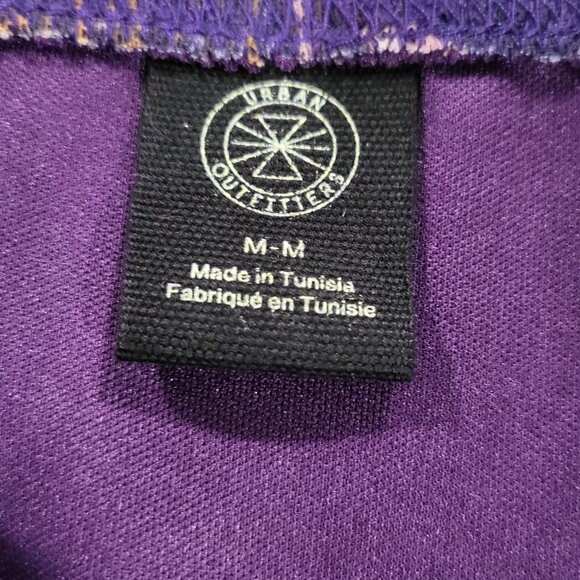 URBAN
OUTFITTERS
M-M
Made in Tunisia
Fabriqué en Tunisie